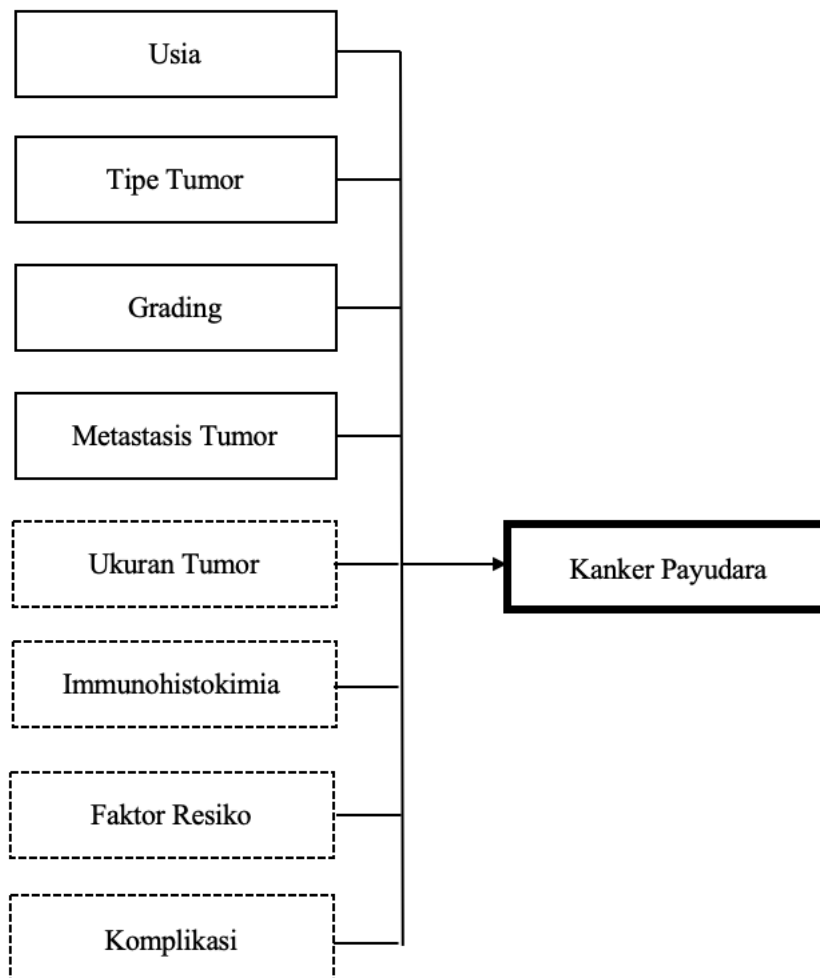 Usia
Tipe Tumor
Grading
Metastasis Tumor
Ukuran Tumor
Kanker Payudara
Immunohistokimia
Faktor Resiko
Komplikasi